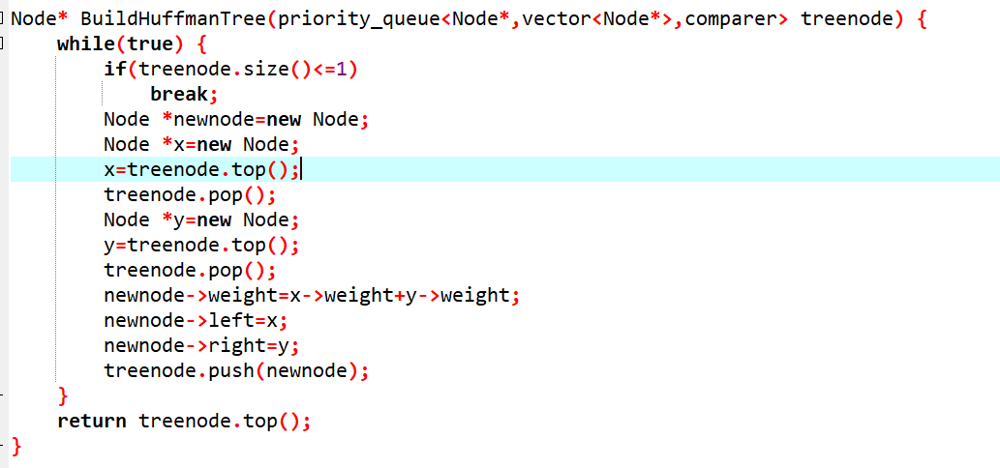 Node* BuildHuffmanTree(priority_queue<Node*,vector<Node*>,comparer> treenode) {
    while(true) {
        if(treenode.size()<=1)
            break;
        Node *newnode=new Node;
        Node *x=new Node;
        x=treenode.top();
        treenode.pop();
        Node *y=new Node;
        y=treenode.top();
        treenode.pop();
        newnode->weight=x->weight+y->weight;
        newnode->left=x;
        newnode->right=y;
        treenode.push(newnode);
    }
    return treenode.top();
}